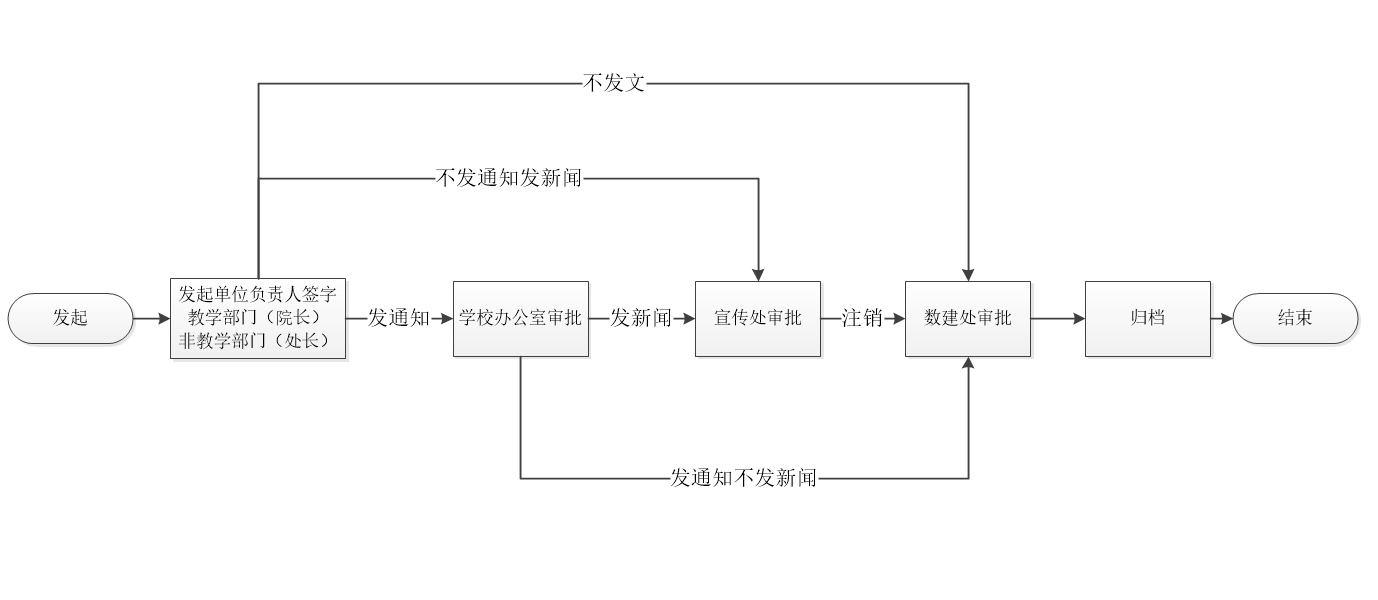 不发文
不发通知发新闻
发起
发起单位负责人签字
教学部门（院长）
非教学部门（处长）
发通知
学校办公室审批
发新闻
宣传处审批
注销
数建处审批
归档
结束
发通知不发新闻